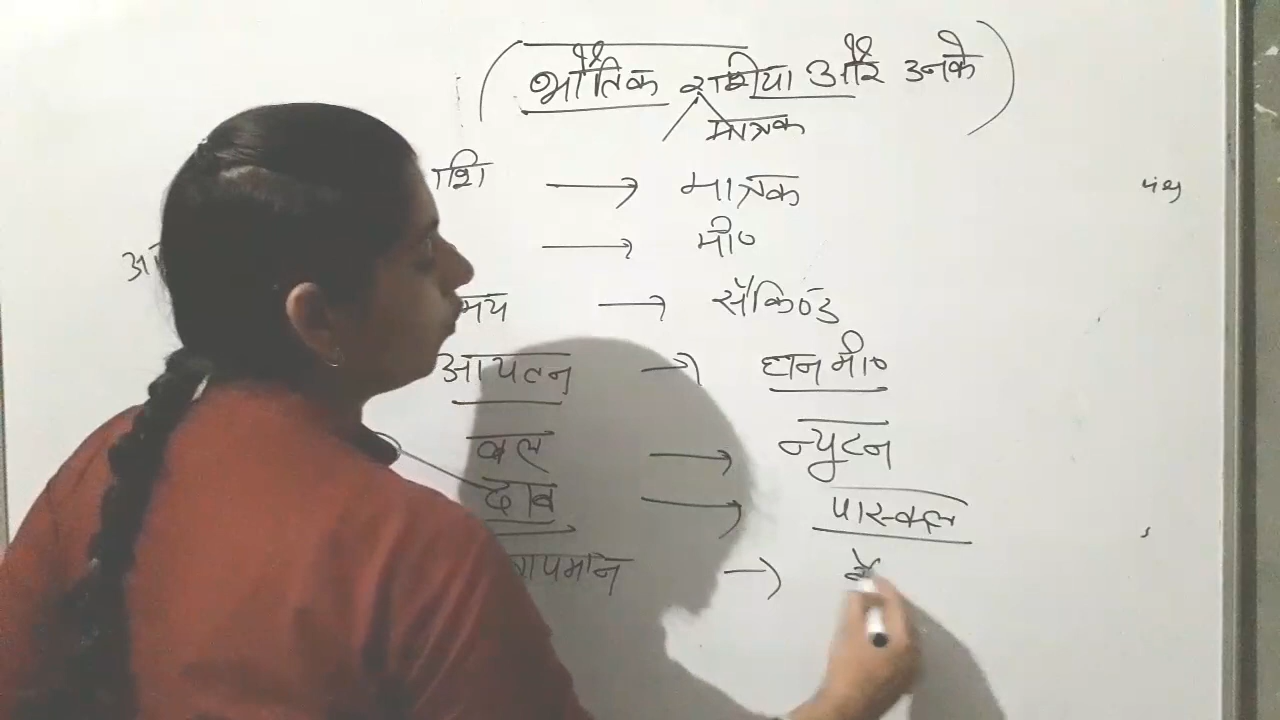 भौतिक राशीया और उनके
मात्रक
राशि → मात्रक
→ मी०
समय → सॅकिण्ड
आयतन → घन मी०
बल → न्युटन
दाब → पास्कल
तापमान →